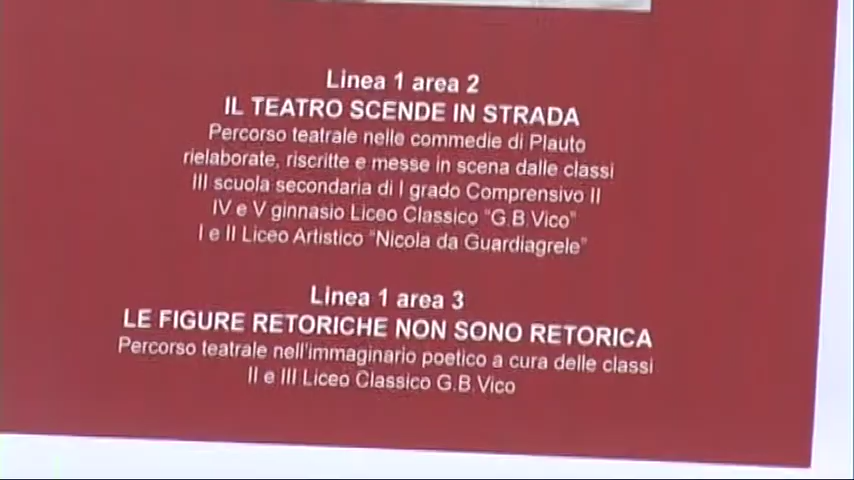 Linea 1 area 2
IL TEATRO SCENDE IN STRADA
Percorso teatrale nelle commedie di Plauto
rielaborate, riscritte e messe in scena dalle classi
III scuola secondaria di I grado Comprensivo II
IV e V ginnasio Liceo Classico "G.B.Vico"
I e II Liceo Artistico "Nicola da Guardiagrele"
Linea 1 area 3
LE FIGURE RETORICHE NON SONO RETORICA
Percorso teatrale nell'immaginario poetico a cura delle classi
II e III Liceo Classico G.B.Vico